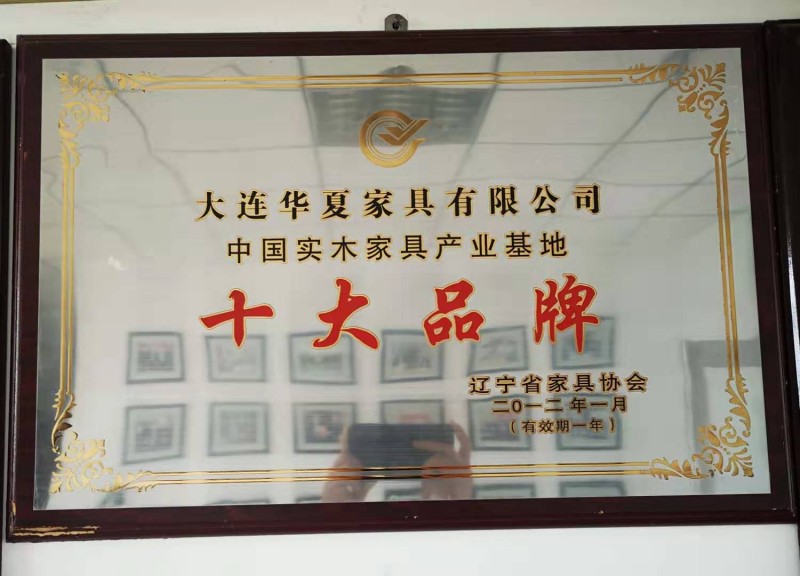 大连华夏家具有限公司
中国实木家具产业基地
十大品牌
辽宁省家具协会
二0一二年一月
(有效期一年)